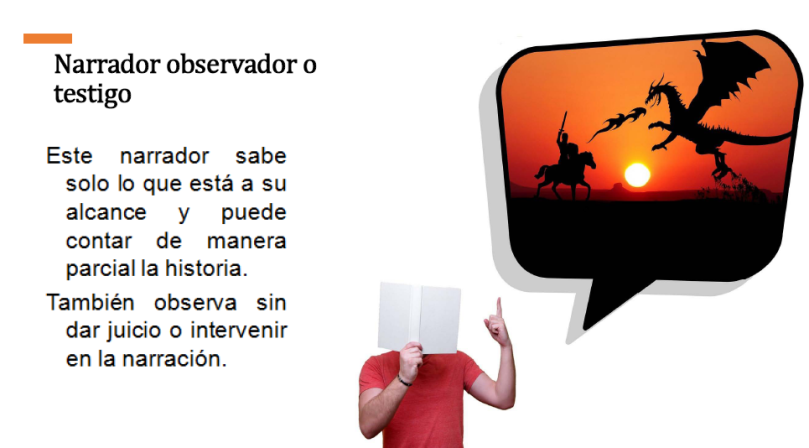 Narrador observador o
testigo
Este narrador sabe
solo lo que está a su
alcance y puede
contar de manera
parcial la historia.
También observa sin
dar juicio o intervenir
en la narración.